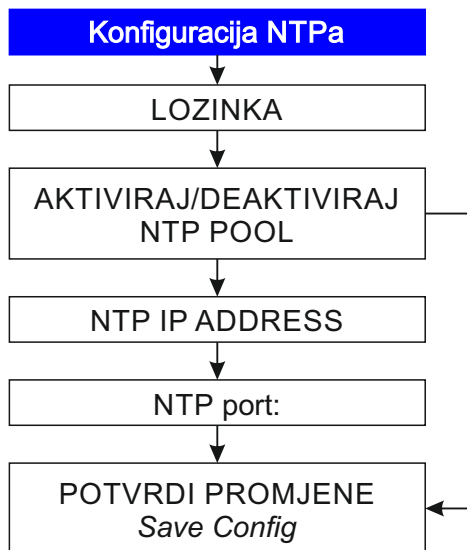 Konfiguracija NTPa
LOZINKA
AKTIVIRAJ/DEAKTIVIRAJ
NTP POOL
NTP IP ADDRESS
NTP port:
POTVRDI PROMJENE
Save Config